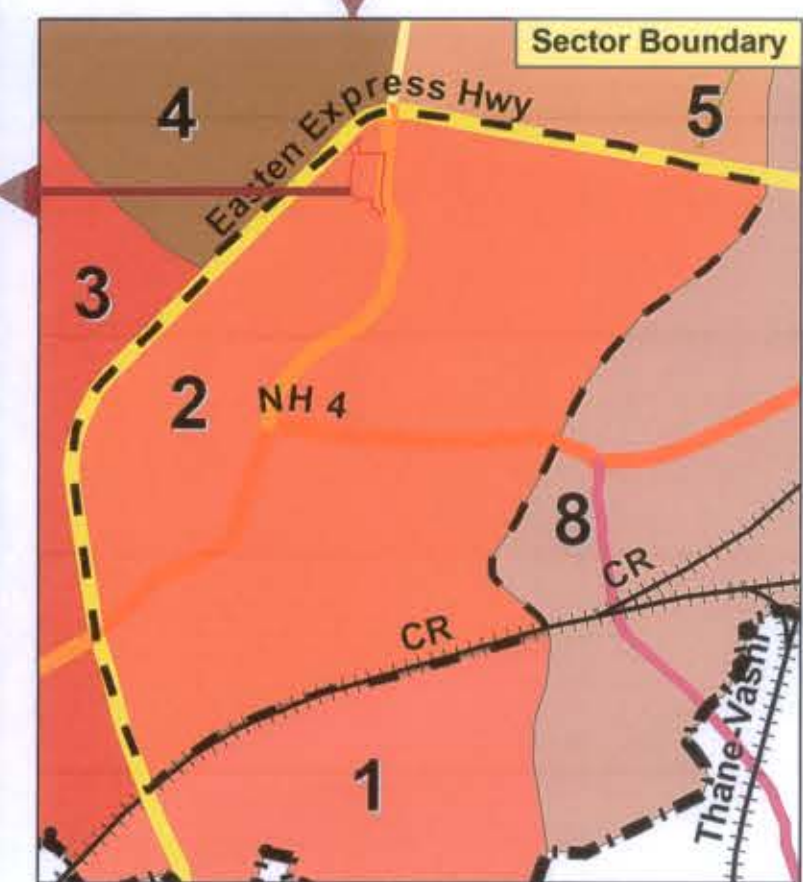 Sector Boundary
4
Easten Express Hwy
5
3
2
NH 4
8
CR
CR
1
Thane-Vashi